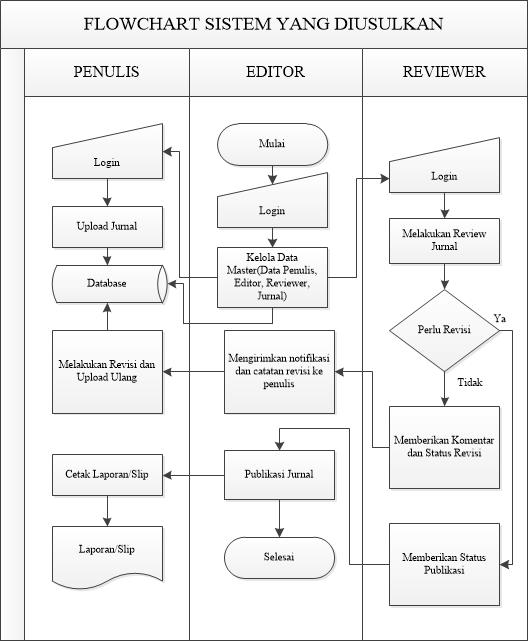 FLOWCHART SISTEM YANG DIUSULKAN
PENULIS
EDITOR
REVIEWER
Login
Upload Jurnal
Database
Melakukan Revisi dan
Upload Ulang
Cetak Laporan/Slip
Laporan/Slip
Mulai
Login
Kelola Data
Master(Data Penulis,
Editor, Reviewer,
Jurnal)
Mengirimkan notifikasi
dan catatan revisi ke
penulis
Publikasi Jurnal
Selesai
Login
Melakukan Review
Jurnal
Perlu Revisi
Ya
Tidak
Memberikan Komentar
dan Status Revisi
Memberikan Status
Publikasi